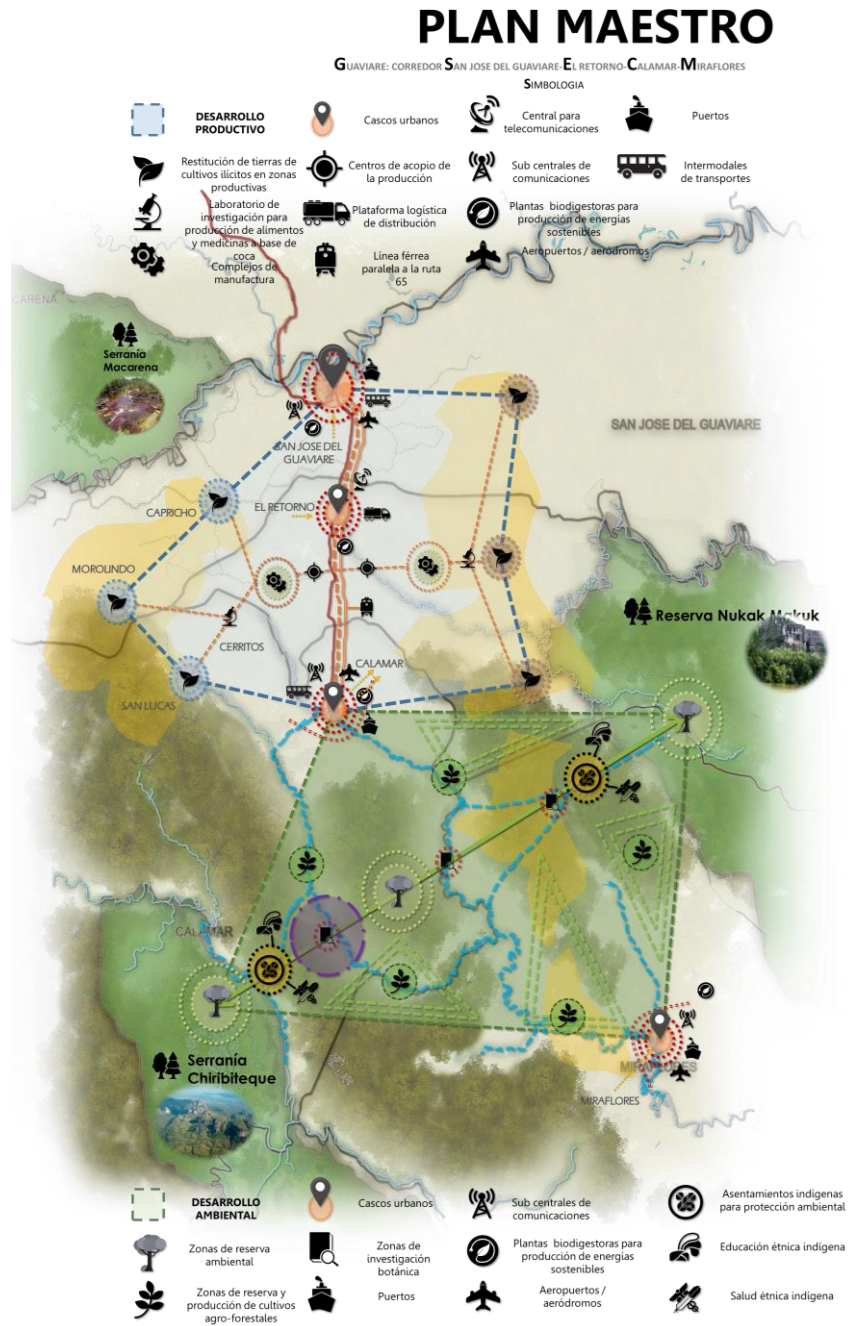 PLAN MAESTRO
GUAVIARE: CORREDOR SAN JOSE DEL GUAVIARE-EL RETORNO-CALAMAR-MIRAFLORES
SIMBOLOGIA
DESARROLLO
PRODUCTIVO
Cascos urbanos
Central para
telecomunicaciones
Puertos
Restitución de tierras de
cultivos ilícitos en zonas
productivas
Centros de acopio de
la producción
Sub centrales de
comunicaciones
Intermodales
de transportes
Laboratorio de
investigación para
producción de alimentos
y medicinas a base de
coca
Plataforma logística
de distribución
Plantas biodigestoras para
producción de energías
sostenibles
Complejos de
manufactura
Línea férrea
paralela a la ruta
65
Aeropuertos / aeródromos
CARENA
Serranía
Macarena
SAN JOSE DEL GUAVIARE
SAN JOSE DEL
GUAVIARE
CAPRICHO
EL RETORNO
MOROLINDO
Reserva Nukak Makuk
CERRITOS
CALAMAR
SAN LUCAS
CALAMAR
Serranía
Chiribiteque
MIRAFLORES
MIRAFLORES
DESARROLLO
AMBIENTAL
Cascos urbanos
Sub centrales de
comunicaciones
Asentamientos indígenas
para protección ambiental
Zonas de reserva
ambiental
Zonas de
investigación
botánica
Plantas biodigestoras para
producción de energía
sostenibles
Educación étnica indígena
Zonas de reserva y
producción de cultivos
agro-forestales
Puertos
Aeropuertos /
aeródromos
Salud étnica indígena